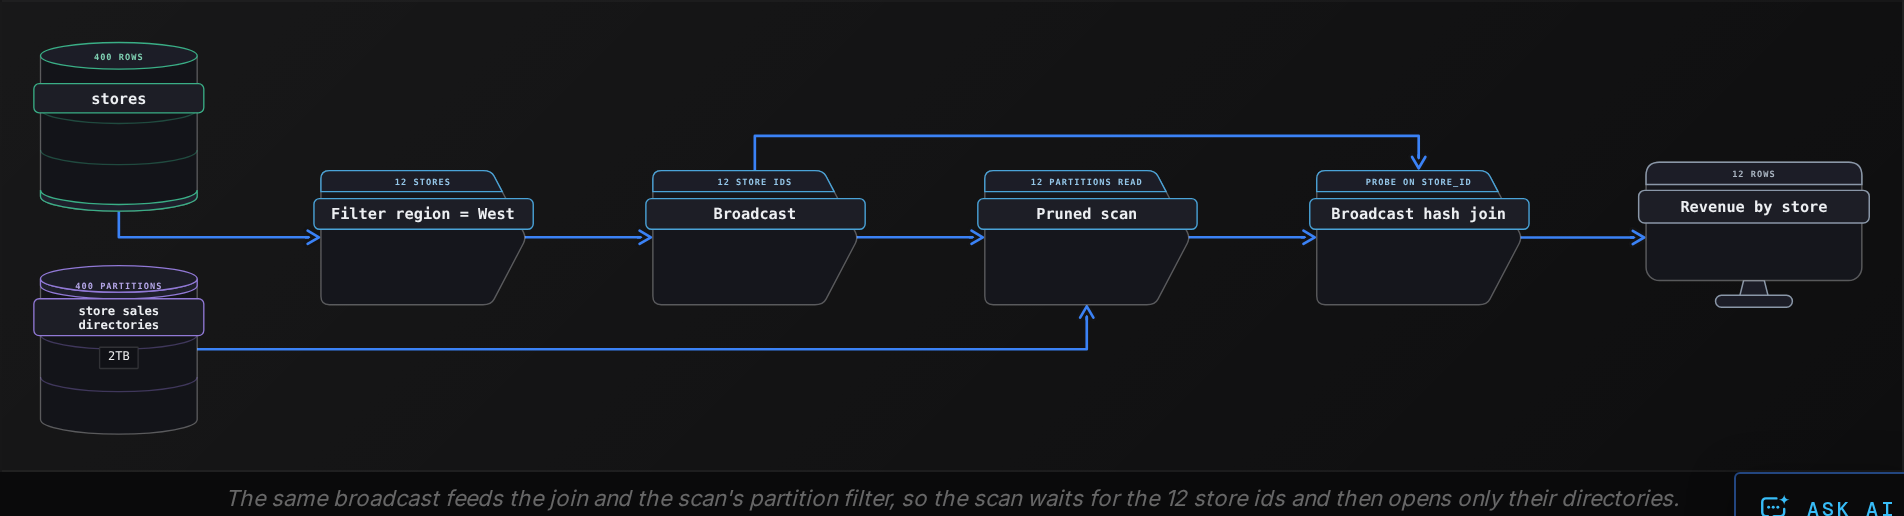 400 ROWS
stores
400 PARTITIONS
store sales
directories
2TB
12 STORES
Filter region = West
12 STORE IDS
Broadcast
12 PARTITIONS READ
Pruned scan
PROBE ON STORE_ID
Broadcast hash join
12 ROWS
Revenue by store
The same broadcast feeds the join and the scan's partition filter, so the scan waits for the 12 store ids and then opens only their directories.
ASK AI